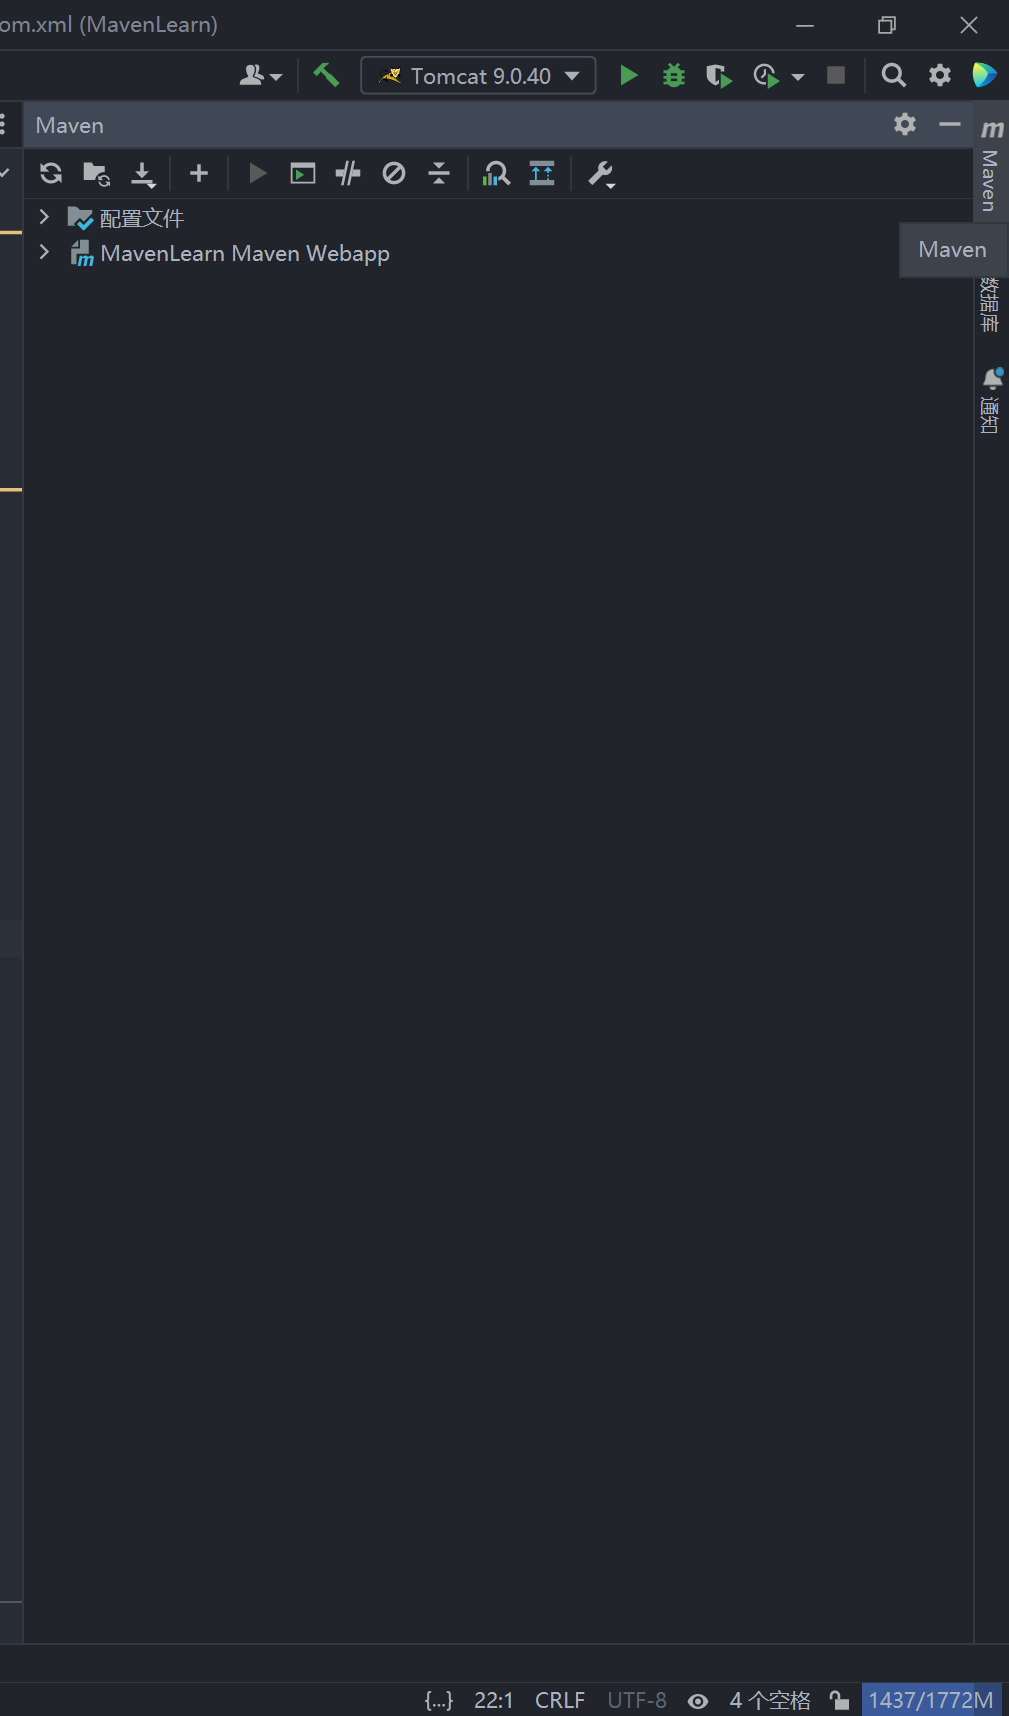 om.xml (MavenLearn)
Tomcat 9.0.40
Maven
m
Maven
配置文件
MavenLearn Maven Webapp
Maven
数据库
通知
{...} 22:1 CRLF UTF-8 4 个空格 1437/1772M